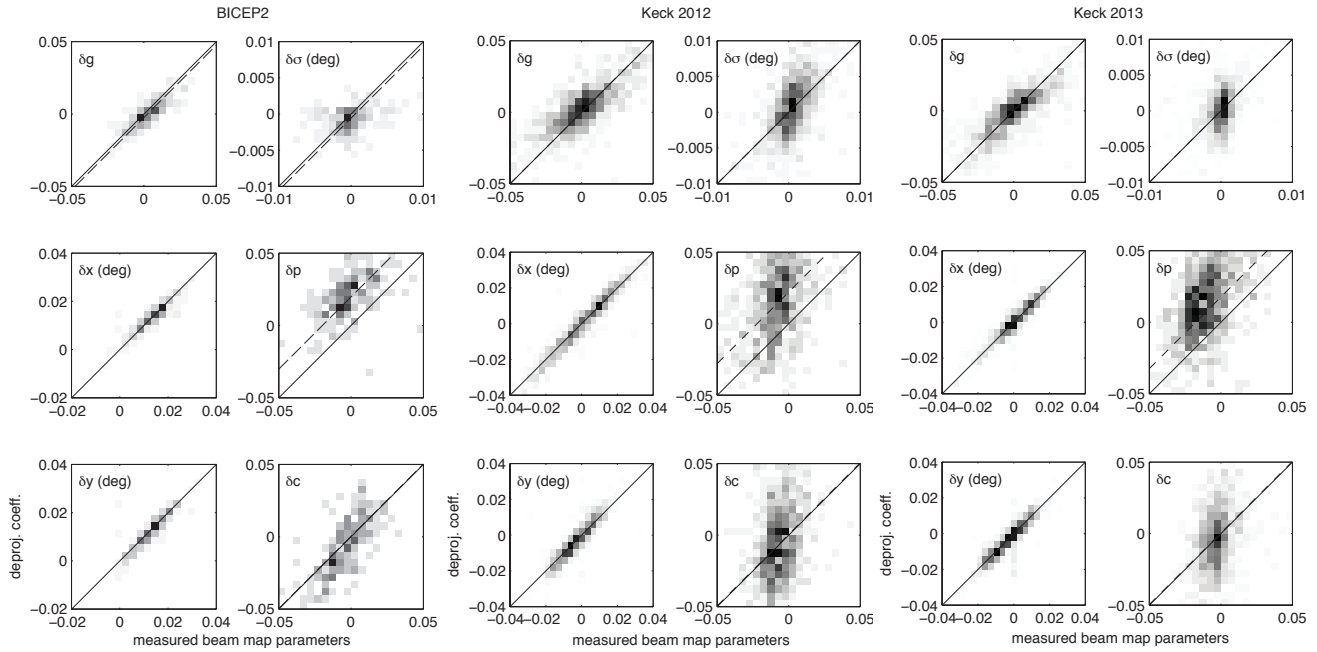 BICEP2
Keck 2012
Keck 2013
0.05
0
−0.05
δg
−0.05 0 0.05
0.01
0.005
0
−0.005
−0.01
δσ (deg)
−0.01 0 0.01
0.05
0
−0.05
δg
−0.05 0 0.05
0.01
0.005
0
−0.005
−0.01
δσ (deg)
−0.01 0 0.01
0.05
0
−0.05
δg
−0.05 0 0.05
0.01
0.005
0
−0.005
−0.01
δσ (deg)
−0.01 0 0.01
0.04
0.02
0
−0.02
δx (deg)
−0.02 0 0.02 0.04
0.05
0
−0.05
δp
−0.05 0 0.05
0.04
0.02
0
−0.02
−0.04
δx (deg)
−0.04 −0.02 0 0.02 0.04
0.05
0
−0.05
δp
−0.05 0 0.05
0.04
0.02
0
−0.02
−0.04
δx (deg)
−0.04 −0.02 0 0.02 0.04
0.05
0
−0.05
δp
−0.05 0 0.05
deproj. coeff.
0.04
0.02
0
−0.02
δy (deg)
−0.02 0 0.02 0.04
0.05
0
−0.05
δc
−0.05 0 0.05
measured beam map parameters
deproj. coeff.
0.04
0.02
0
−0.02
−0.04
δy (deg)
−0.04 −0.02 0 0.02 0.04
0.05
0
−0.05
δc
−0.05 0 0.05
measured beam map parameters
deproj. coeff.
0.04
0.02
0
−0.02
−0.04
δy (deg)
−0.04 −0.02 0 0.02 0.04
0.05
0
−0.05
δc
−0.05 0 0.05
measured beam map parameters